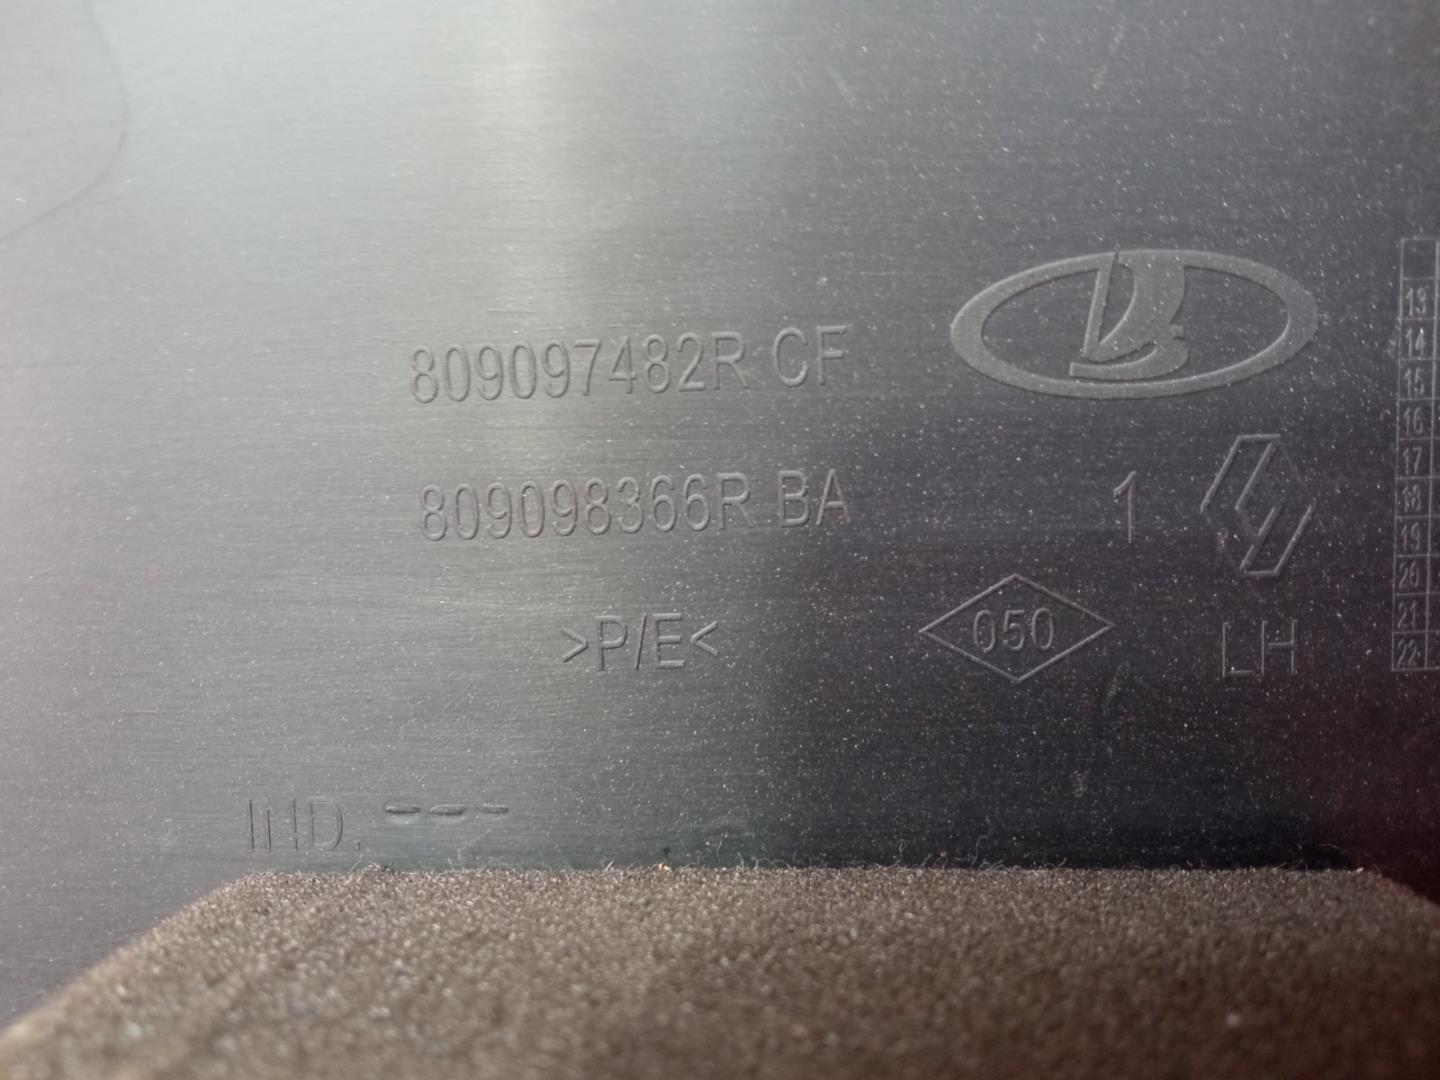 809097482R CF
809098366R BA
1
>P/E<
050
LH
IND. ---
13
14
15
16
17
18
19
20
21
22